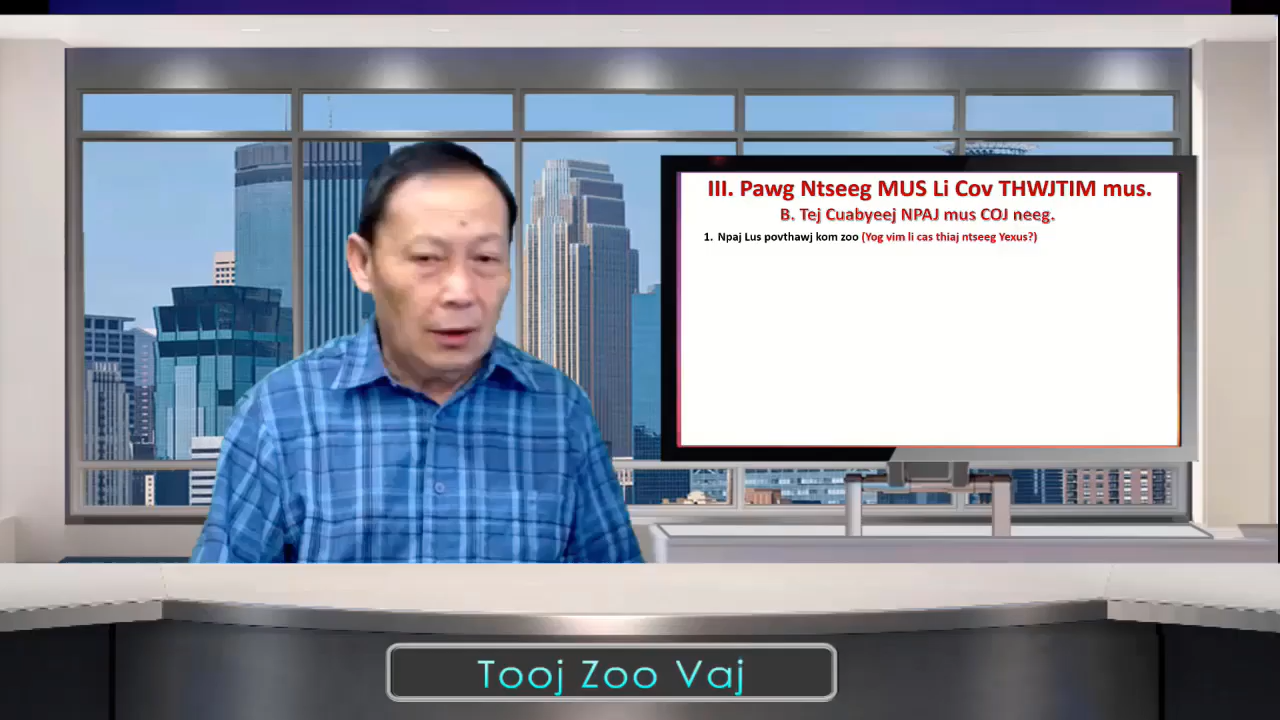 III. Pawg Ntseeg MUS Li Cov THWJTIM mus.
B. Tej Cuabyeej NPAJ mus COJ neeg.
1. Npaj Lus povthawj kom zoo (Yog vim li cas thiaj ntseeg Yexus?)
Tooj Zoo Vaj